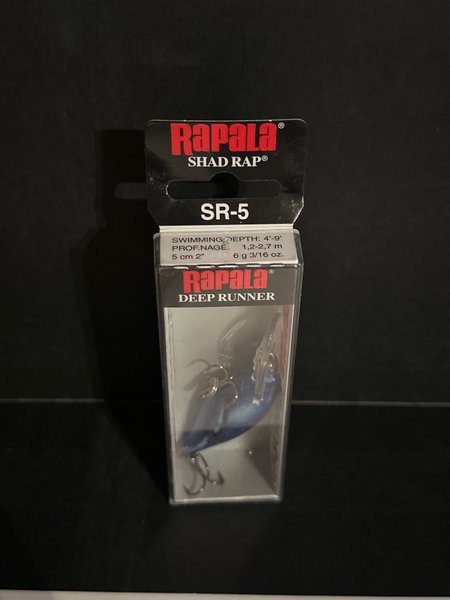 RAPALA®
SHAD RAP®
SR-5
SWIMMING DEPTH: 4'-9'
PROF.NAGE: 1,2-2,7 m
5 cm 2" 6 g 3/16 oz.
RAPALA®
DEEP RUNNER